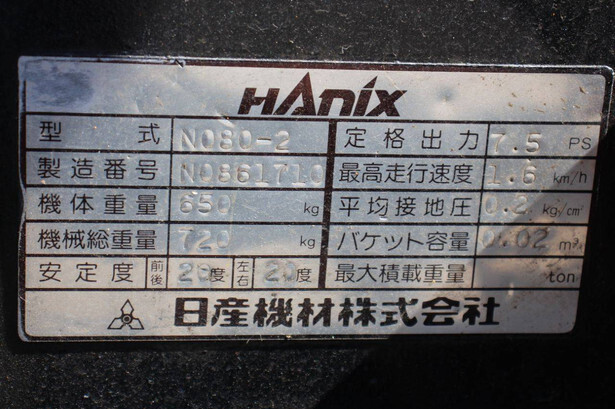 HANIX
型式 N080-2 定格出力 7.5 PS
製造番号 N0861710 最高走行速度 1.6 km/h
機体重量 650 kg 平均接地圧 0.2 kg/cm²
機械総重量 720 kg バケット容量 0.02 m³
安定度 前後 20度 左右 20度 最大積載重量 ton
日産機材株式会社